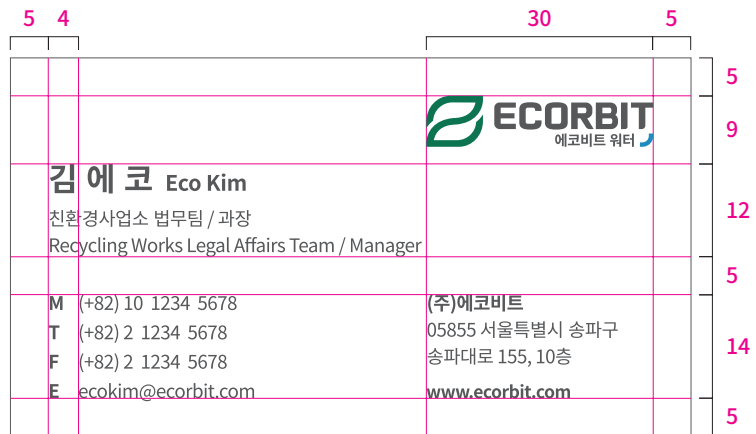 5 4 30 5
5
ECORBIT
에코비트 워터
9
김 에 코 Eco Kim
친환경사업소 법무팀 / 과장
12
Recycling Works Legal Affairs Team / Manager
5
M (+82) 10 1234 5678
T (+82) 2 1234 5678
F (+82) 2 1234 5678
E ecokim@ecorbit.com
(주)에코비트
05855 서울특별시 송파구
송파대로 155, 10층
www.ecorbit.com
14
5